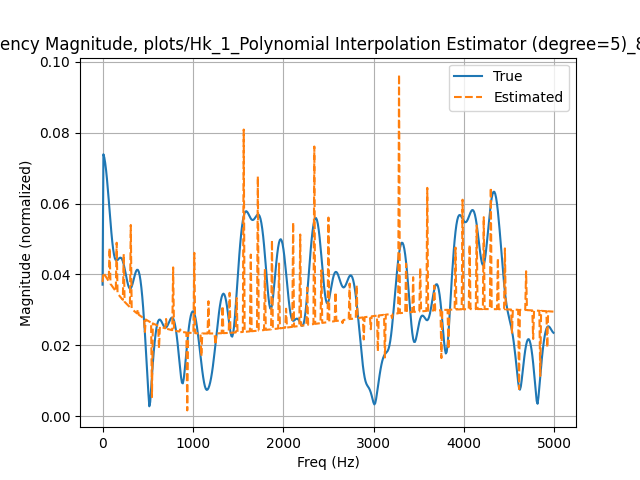 ency Magnitude, plots/Hk_1_Polynomial Interpolation Estimator (degree=5)_8
True
Estimated
Magnitude (normalized)
0.10
0.08
0.06
0.04
0.02
0.00
0 1000 2000 3000 4000 5000
Freq (Hz)